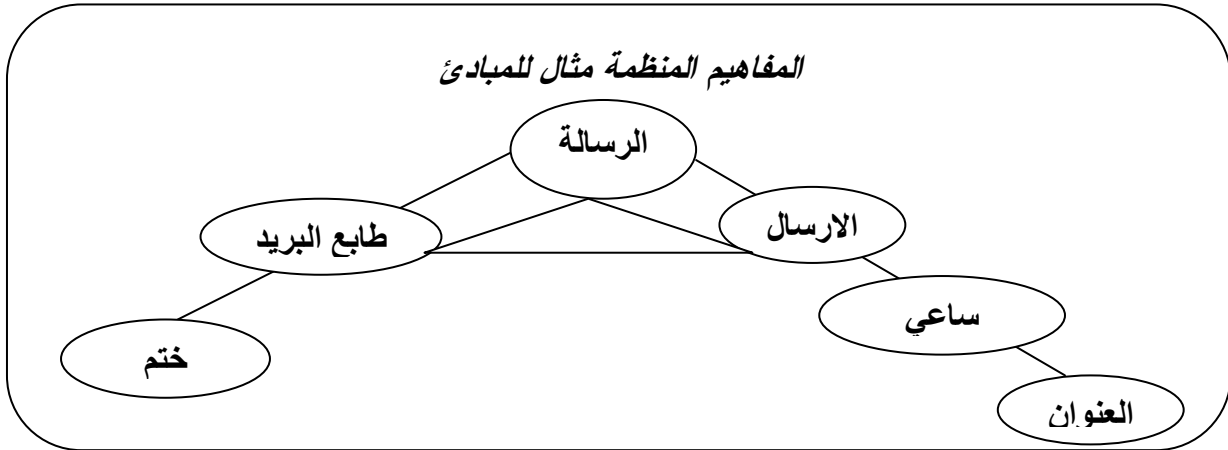 المفاهيم المنظمة مثال للمبادئ
الرسالة
الارسال
طابع البريد
ساعي
ختم
العنوان